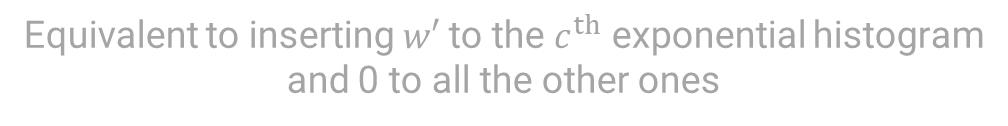 Equivalent to inserting w′ to the cᵗʰ exponential histogram
and 0 to all the other ones